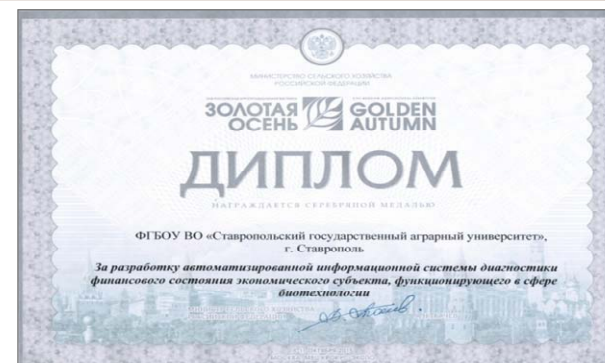 МИНИСТЕРСТВО СЕЛЬСКОГО ХОЗЯЙСТВА
РОССИЙСКОЙ ФЕДЕРАЦИИ
ЗОЛОТАЯ GOLDEN
ОСЕНЬ AUTUMN
ДИПЛОМ
НАГРАЖДАЕТСЯ СЕРЕБРЯНОЙ МЕДАЛЬЮ
ФГБОУ ВО «Ставропольский государственный аграрный университет»,
г. Ставрополь
За разработку автоматизированной информационной системы диагностики
финансового состояния экономического субъекта, функционирующего в сфере
биотехнологии